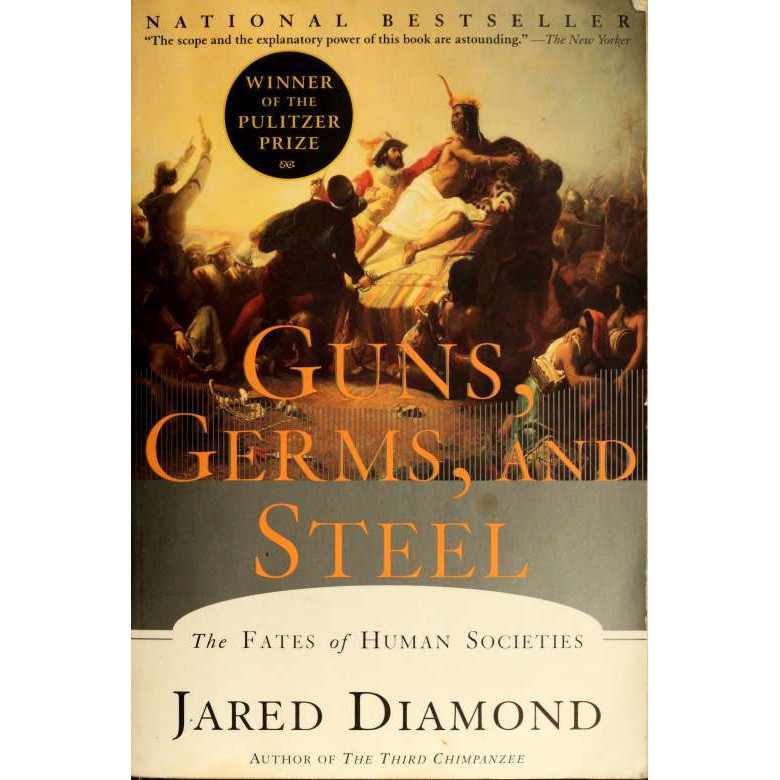 NATIONAL BESTSELLER
"The scope and the explanatory power of this book are astounding." —The New Yorker
WINNER
OF THE
PULITZER
PRIZE
GUNS,
GERMS, AND
STEEL
The FATES of HUMAN SOCIETIES
JARED DIAMOND
AUTHOR OF THE THIRD CHIMPANZEE